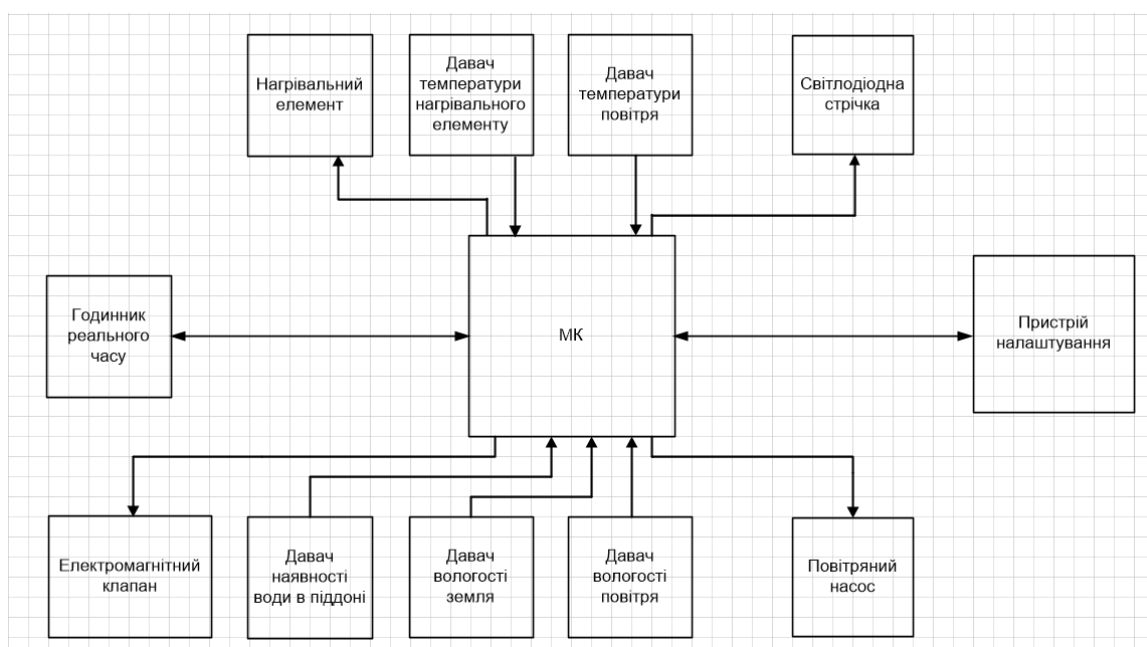 Нагрівальний
елемент
Давач
температури
нагрівального
елементу
Давач
температури
повітря
Світлодіодна
стрічка
Годинник
реального
часу
МК
Пристрій
налаштування
Електромагнітний
клапан
Давач
наявності
води в піддоні
Давач
вологості
земля
Давач
вологості
повітря
Повітряний
насос